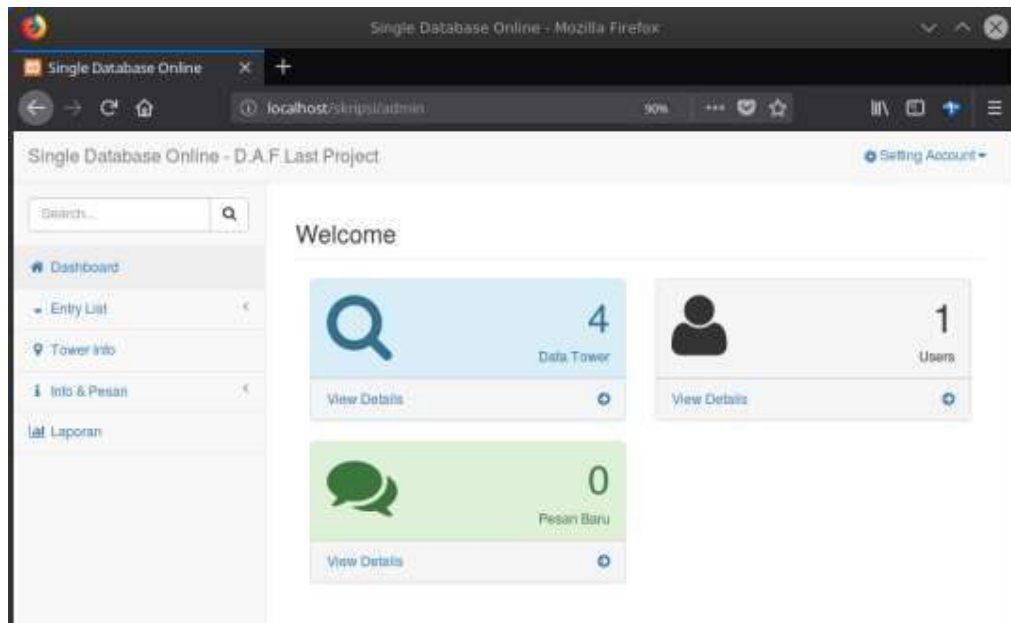 Single Database Online - Mozilla Firefox
Single Database Online
localhost/skripsi/admin
90%
Single Database Online - D.A.F Last Project
Setting Account
Search...
Dashboard
Entry List
Tower Info
Info & Pesan
Laporan
Welcome
4
Data Tower
View Details
1
Users
View Details
0
Pesan Baru
View Details